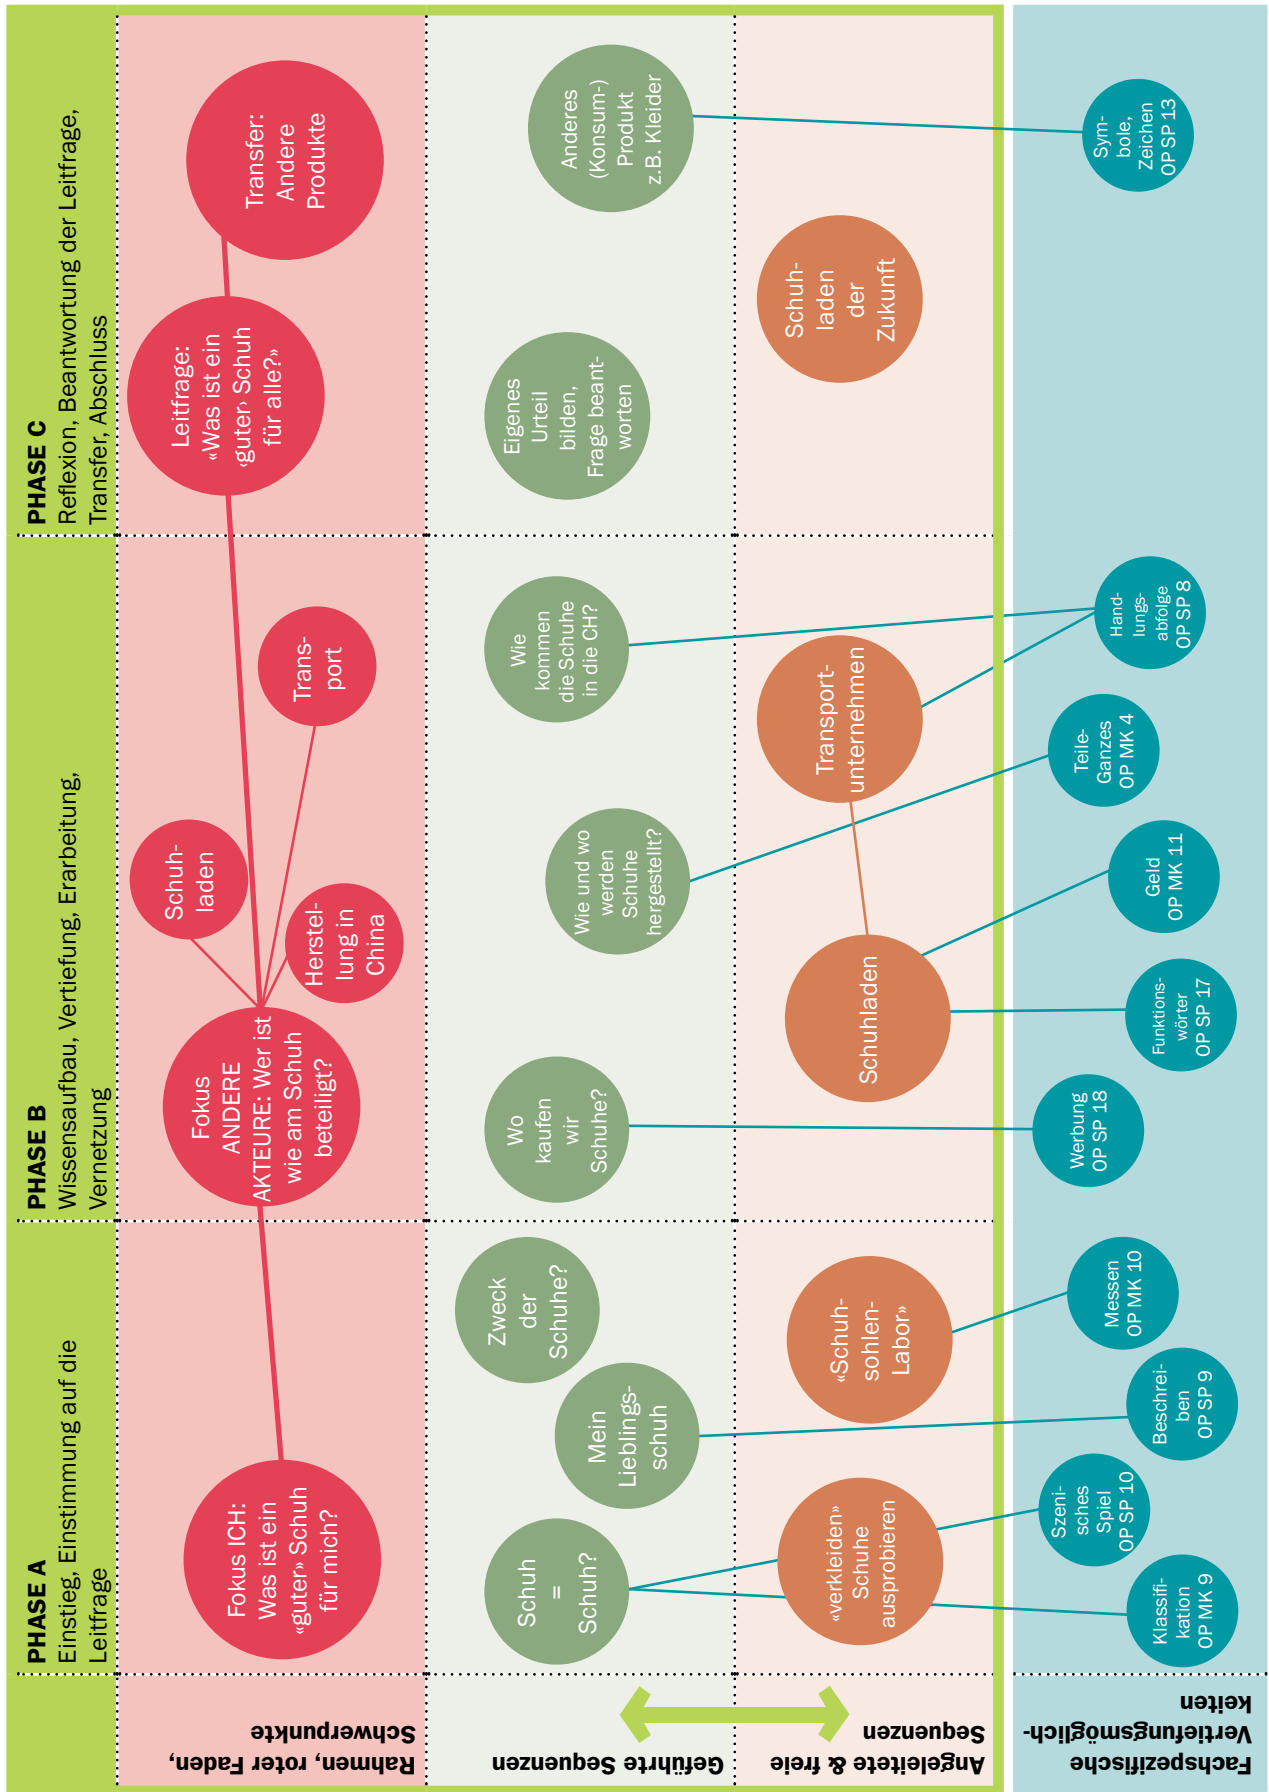 PHASE A
Einstieg, Einstimmung auf die
Leitfrage
PHASE B
Wissensaufbau, Vertiefung, Erarbeitung,
Vernetzung
PHASE C
Reflexion, Beantwortung der Leitfrage,
Transfer, Abschluss
Rahmen, roter Faden,
Schwerpunkte
Fokus ICH:
Was ist ein
«guter» Schuh
für mich?
Fokus
ANDERE
AKTEURE: Wer ist
wie am Schuh
beteiligt?
Schuh-
laden
Herstel-
lung in
China
Trans-
port
Leitfrage:
«Was ist ein
‹guter› Schuh
für alle?»
Transfer:
Andere
Produkte
Geführte Sequenzen
Schuh
=
Schuh?
Mein
Lieblings-
schuh
Zweck
der
Schuhe?
Wo
kaufen
wir
Schuhe?
Wie und wo
werden
Schuhe
hergestellt?
Wie
kommen
die Schuhe
in die CH?
Eigenes
Urteil
bilden,
Frage beant-
worten
Anderes
(Konsum-)
Produkt
z.B. Kleider
Angeleitete & freie
Sequenzen
«verkleiden»
Schuhe
ausprobieren
«Schuh-
sohlen-
Labor»
Schuhladen
Transport-
unternehmen
Schuh-
laden
der
Zukunft
Fachspezifische
Vertiefungsmöglich-
keiten
Klassifi-
kation
OP MK 9
Szeni-
sches
Spiel
OP SP 10
Beschrei-
ben
OP SP 9
Messen
OP MK 10
Werbung
OP SP 18
Funktions-
wörter
OP SP 17
Geld
OP MK 11
Teile-
Ganzes
OP MK 4
Hand-
lungs-
abfolge
OP SP 8
Sym-
bole,
Zeichen
OP SP 13